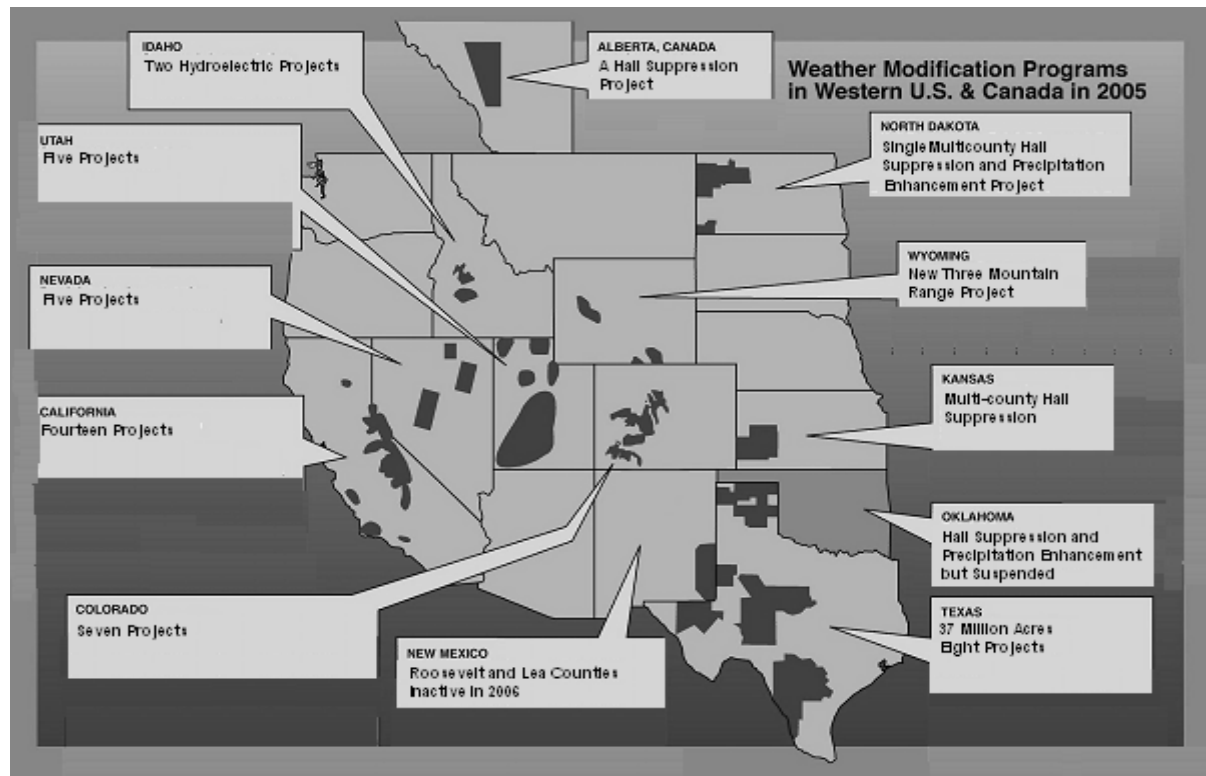 Weather Modification Programs
in Western U.S. & Canada in 2005
IDAHO
Two Hydroelectric Projects
ALBERTA, CANADA
A Hail Suppression
Project
NORTH DAKOTA
Single Multicounty Hail
Suppression and Precipitation
Enhancement Project
UTAH
Five Projects
WYOMING
New Three Mountain
Range Project
NEVADA
Five Projects
KANSAS
Multi-county Hail
Suppression
CALIFORNIA
Fourteen Projects
OKLAHOMA
Hail Suppression and
Precipitation Enhancement
but Suspended
COLORADO
Seven Projects
NEW MEXICO
Roosevelt and Lea Counties
Inactive in 2006
TEXAS
37 Million Acres
Eight Projects